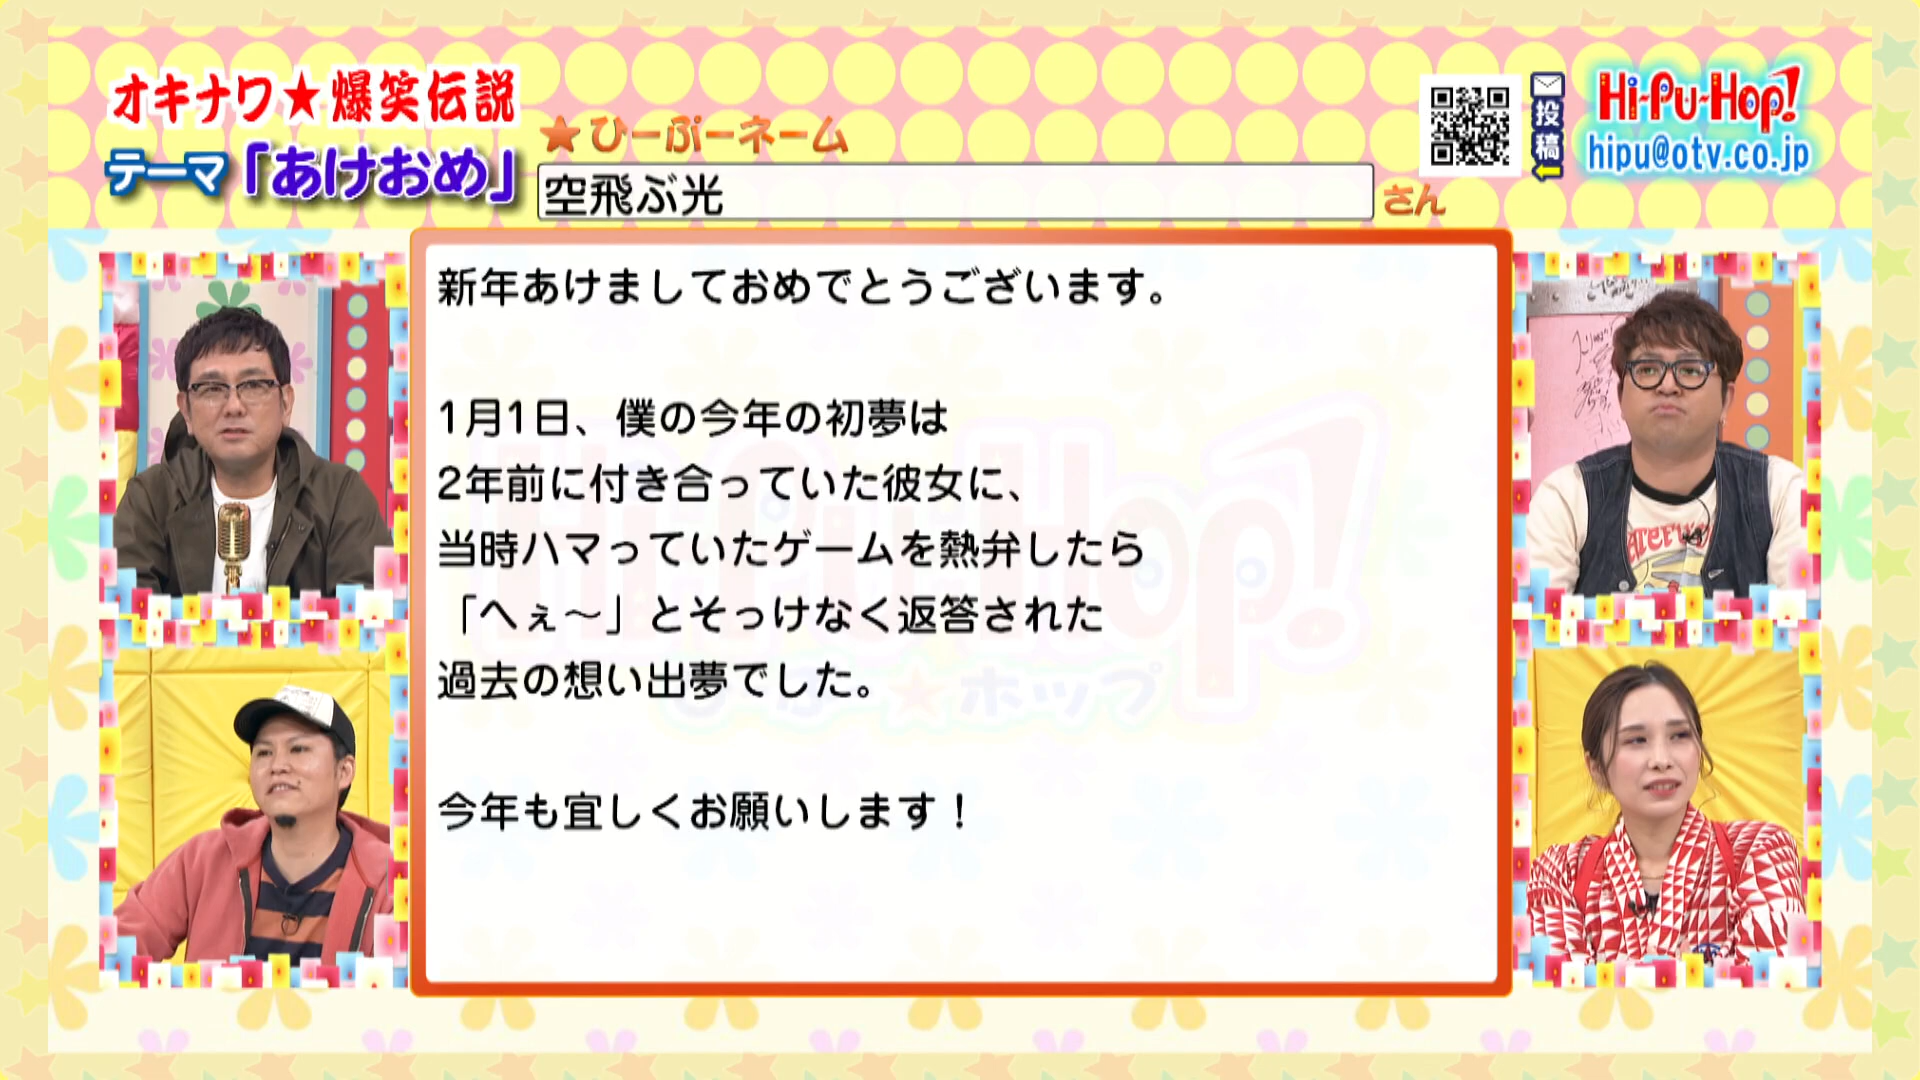 オキナワ★爆笑伝説
テーマ「あけおめ」
★ひーぷーネーム
空飛ぶ光
さん
投稿
Hi-Pu-Hop!
hipu@otv.co.jp
新年あけましておめでとうございます。
1月1日、僕の今年の初夢は
2年前に付き合っていた彼女に、
当時ハマっていたゲームを熱弁したら
「へぇ～」とそっけなく返答された
過去の想い出夢でした。
今年も宜しくお願いします！